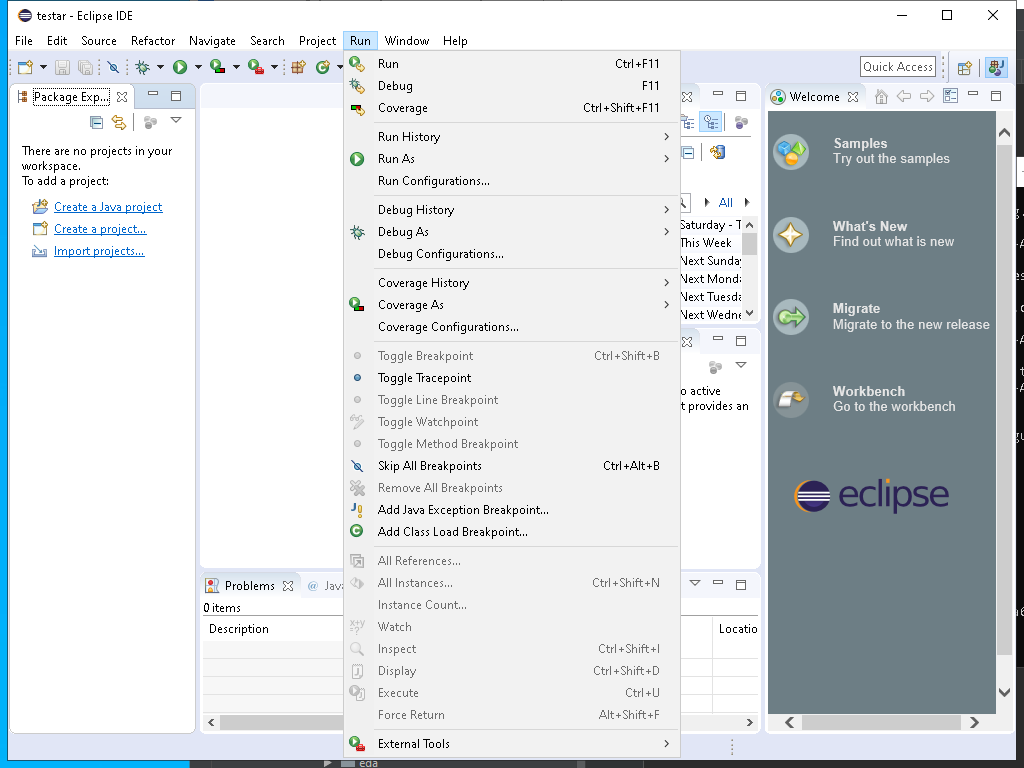 testar - Eclipse IDE
File Edit Source Refactor Navigate Search Project Run Window Help
Quick Access
Package Exp...
There are no projects in your
workspace.
To add a project:
Create a Java project
Create a project...
Import projects...
Run Ctrl+F11
Debug F11
Coverage Ctrl+Shift+F11
Run History
Run As
Run Configurations...
Debug History
Debug As
Debug Configurations...
Coverage History
Coverage As
Coverage Configurations...
Toggle Breakpoint Ctrl+Shift+B
Toggle Tracepoint
Toggle Line Breakpoint
Toggle Watchpoint
Toggle Method Breakpoint
Skip All Breakpoints Ctrl+Alt+B
Remove All Breakpoints
Add Java Exception Breakpoint...
Add Class Load Breakpoint...
All References...
All Instances... Ctrl+Shift+N
Instance Count...
Watch
Inspect Ctrl+Shift+I
Display Ctrl+Shift+D
Execute Ctrl+U
Force Return Alt+Shift+F
External Tools
All
Saturday - T
This Week
Next Sunday
Next Monda
Next Tuesda
Next Wedne
o active
t provides an
Welcome
Samples
Try out the samples
What's New
Find out what is new
Migrate
Migrate to the new release
Workbench
Go to the workbench
eclipse
Problems @ Java
0 items
Description Locatio
eda